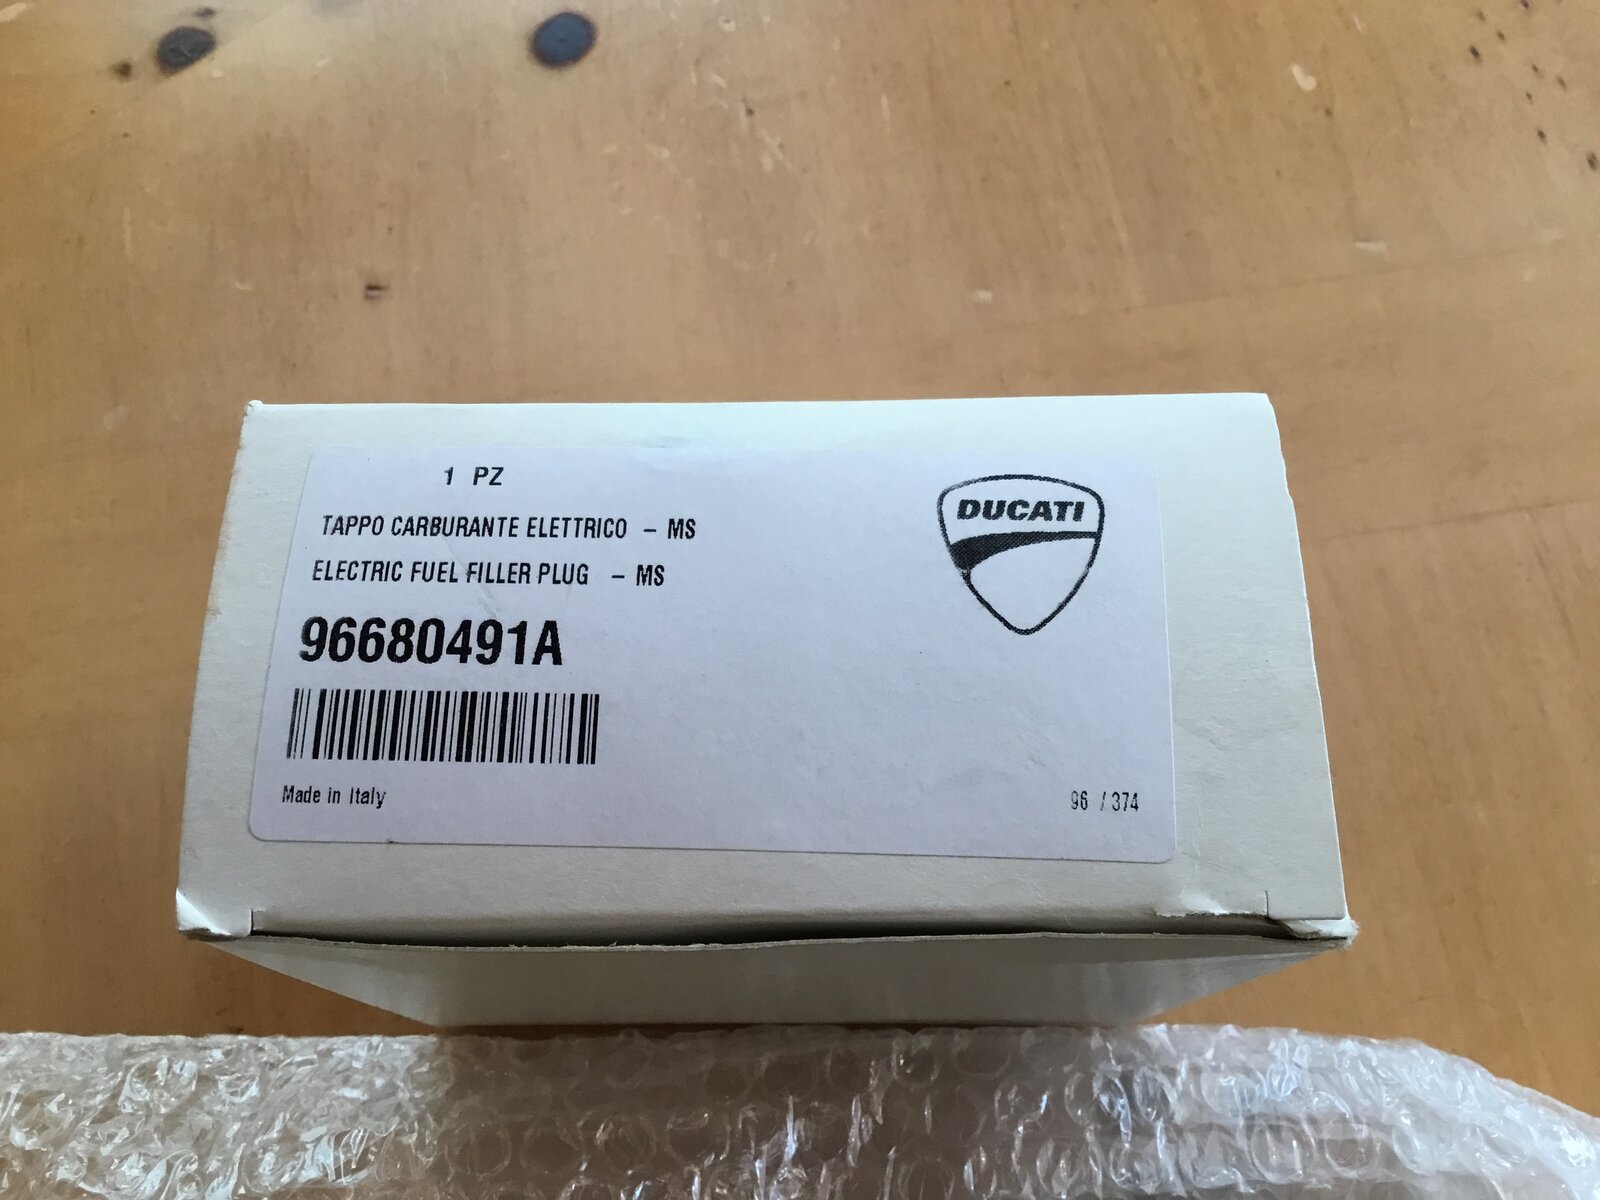 1 PZ
TAPPO CARBURANTE ELETTRICO - MS
ELECTRIC FUEL FILLER PLUG - MS
96680491A
Made in Italy
DUCATI
96 / 374